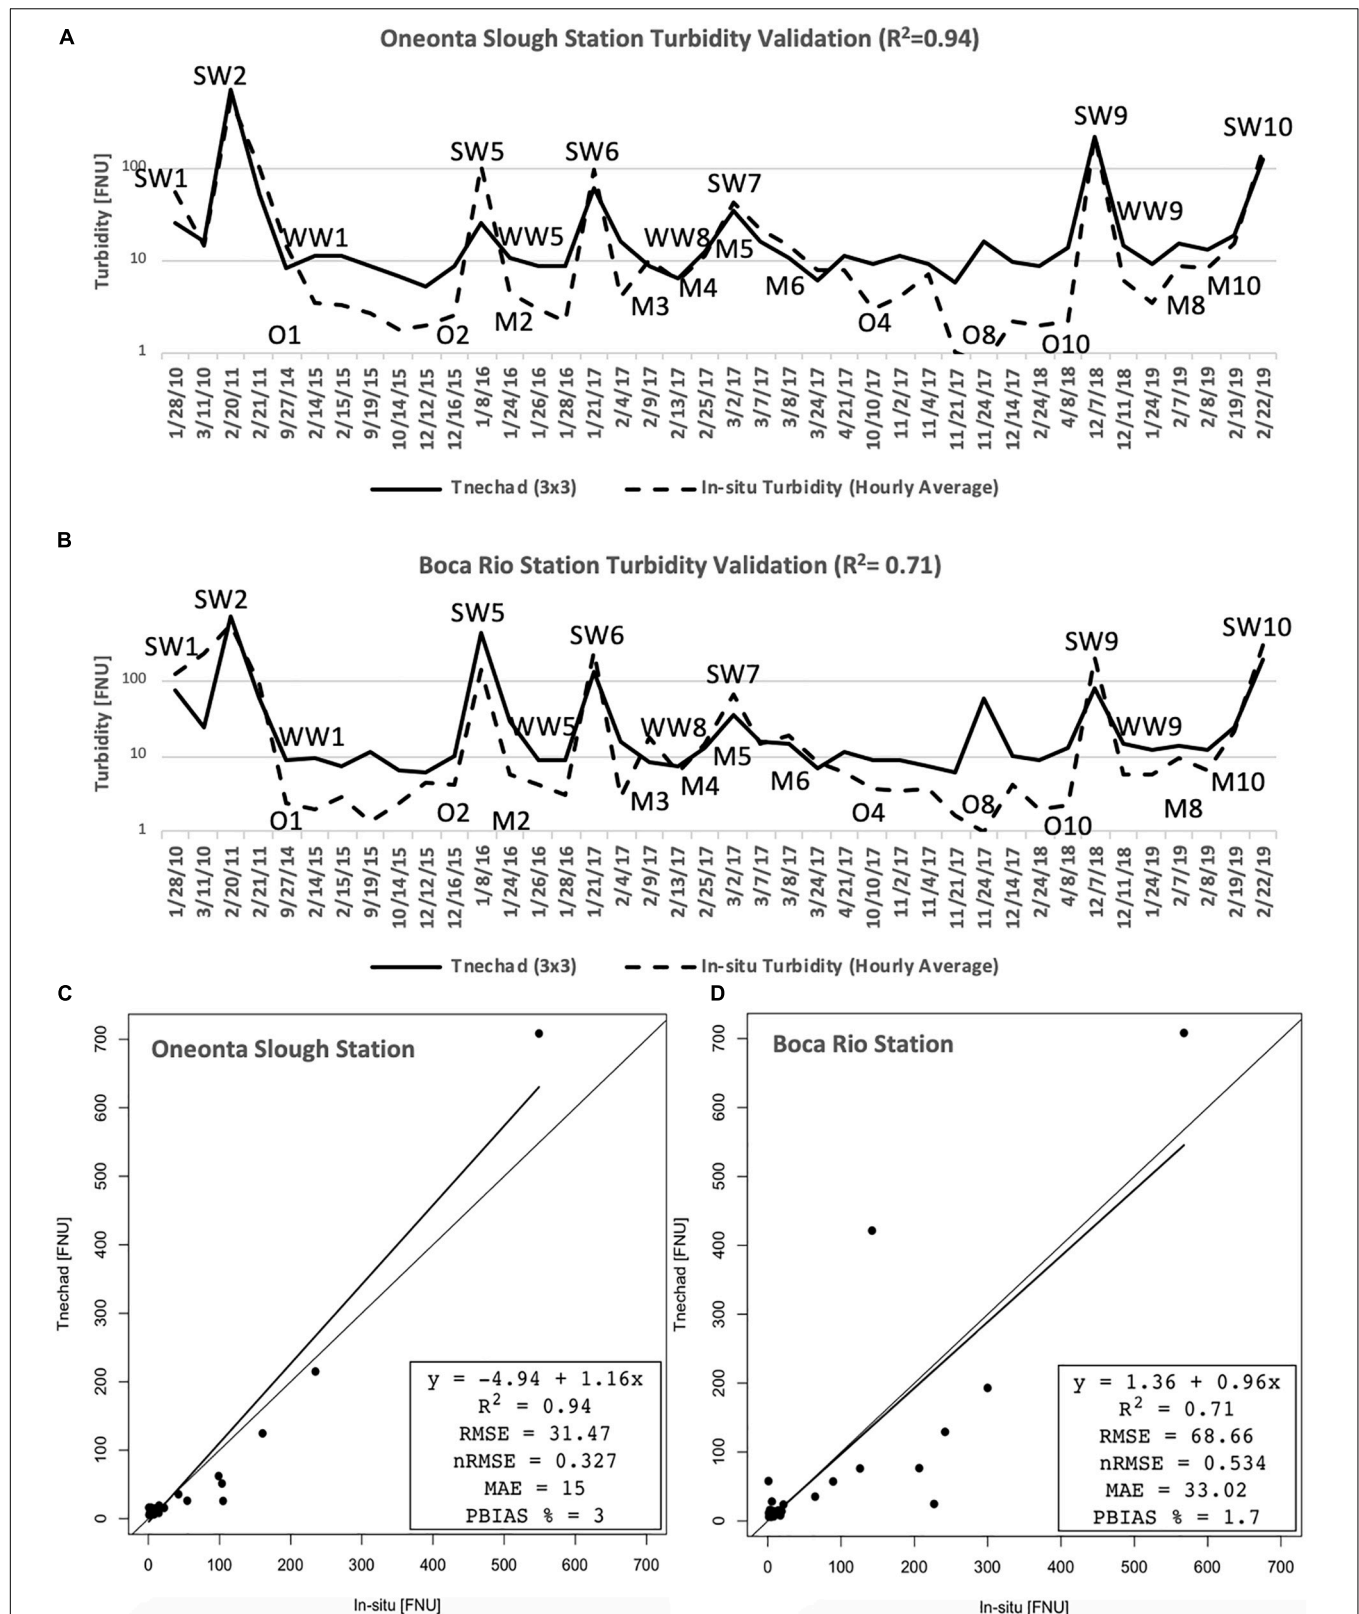 A
Oneonta Slough Station Turbidity Validation (R²=0.94)
Turbidity [FNU]
100
10
1
SW1
SW2
WW1
O1
O2
SW5
WW5
M2
SW6
M3
WW8
M4
SW7
M5
M6
O4
O8
O10
SW9
WW9
M8
M10
SW10
1/28/10
3/11/10
2/20/11
2/21/11
9/27/14
2/14/15
2/15/15
9/19/15
10/14/15
12/12/15
12/16/15
1/8/16
1/24/16
1/26/16
1/28/16
1/21/17
2/4/17
2/9/17
2/13/17
2/25/17
3/2/17
3/7/17
3/8/17
3/24/17
4/21/17
10/10/17
11/2/17
11/4/17
11/21/17
11/24/17
12/14/17
2/24/18
4/8/18
12/7/18
12/11/18
1/24/19
2/7/19
2/8/19
2/19/19
2/22/19
Tnechad (3x3) In-situ Turbidity (Hourly Average)
B
Boca Rio Station Turbidity Validation (R²= 0.71)
Turbidity [FNU]
100
10
1
SW1
SW2
WW1
O1
O2
SW5
WW5
M2
SW6
M3
WW8
M4
SW7
M5
M6
O4
O8
O10
SW9
WW9
M8
M10
SW10
1/28/10
3/11/10
2/20/11
2/21/11
9/27/14
2/14/15
2/15/15
9/19/15
10/14/15
12/12/15
12/16/15
1/8/16
1/24/16
1/26/16
1/28/16
1/21/17
2/4/17
2/9/17
2/13/17
2/25/17
3/2/17
3/7/17
3/8/17
3/24/17
4/21/17
10/10/17
11/2/17
11/4/17
11/21/17
11/24/17
12/14/17
2/24/18
4/8/18
12/7/18
12/11/18
1/24/19
2/7/19
2/8/19
2/19/19
2/22/19
Tnechad (3x3) In-situ Turbidity (Hourly Average)
C
Oneonta Slough Station
Tnechad [FNU]
700
600
500
400
300
200
100
0
y = −4.94 + 1.16x
R² = 0.94
RMSE = 31.47
nRMSE = 0.327
MAE = 15
PBIAS % = 3
0 100 200 300 400 500 600 700
In-situ [FNU]
D
Boca Rio Station
Tnechad [FNU]
700
600
500
400
300
200
100
0
y = 1.36 + 0.96x
R² = 0.71
RMSE = 68.66
nRMSE = 0.534
MAE = 33.02
PBIAS % = 1.7
0 100 200 300 400 500 600 700
In-situ [FNU]